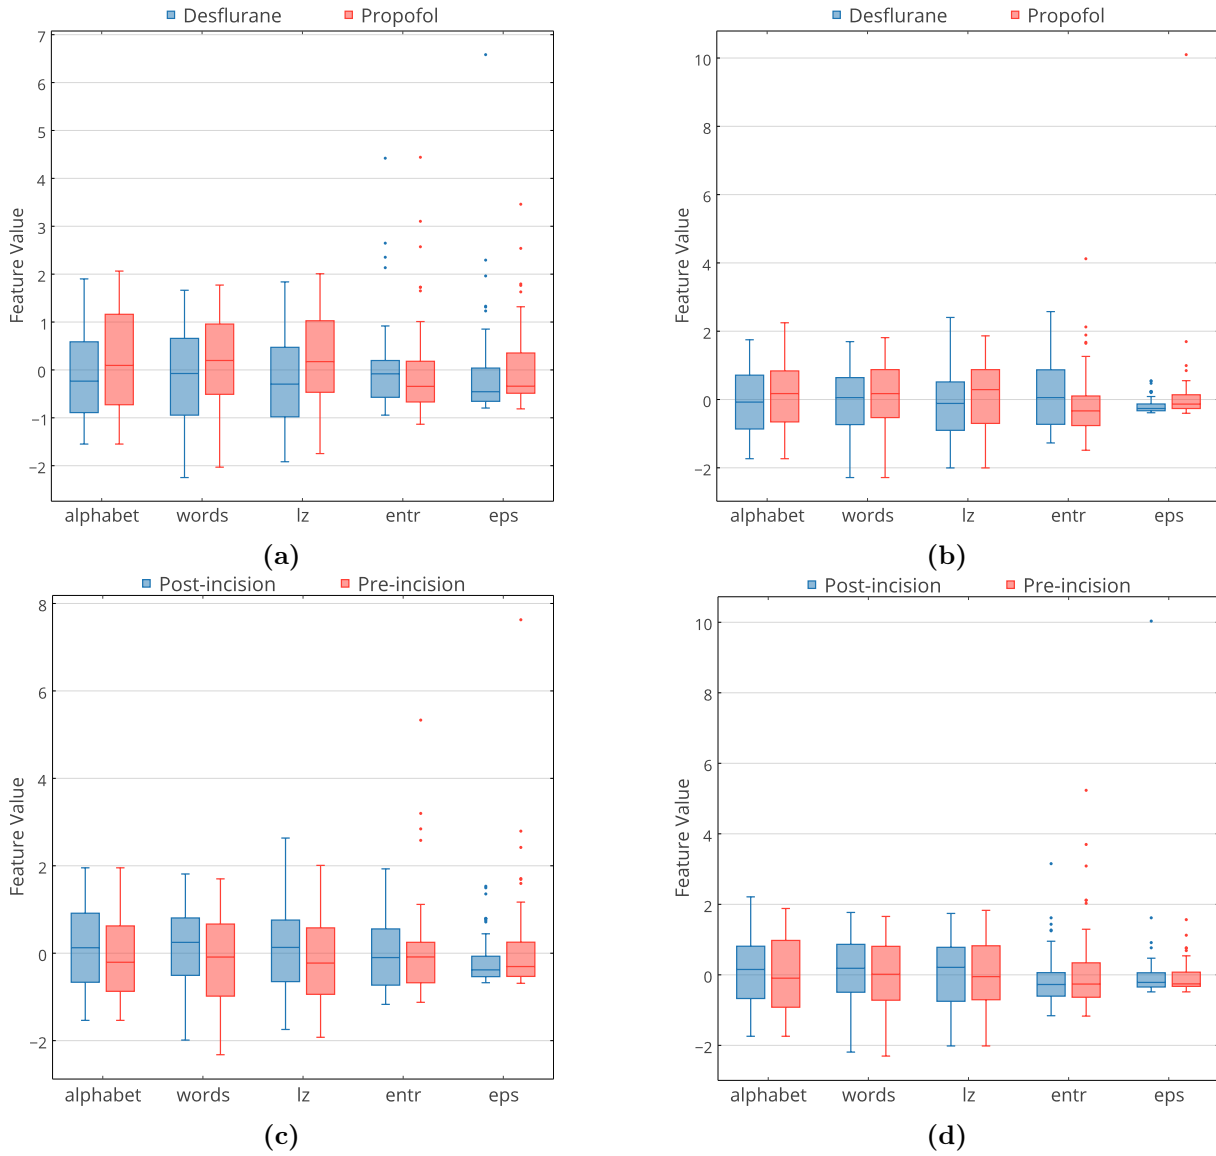 Desflurane Propofol
7
6
5
4
3
2
1
0
−1
−2
Feature Value
alphabet words lz entr eps
(a)
Desflurane Propofol
10
8
6
4
2
0
−2
Feature Value
alphabet words lz entr eps
(b)
Post-incision Pre-incision
8
6
4
2
0
−2
Feature Value
alphabet words lz entr eps
(c)
Post-incision Pre-incision
10
8
6
4
2
0
−2
Feature Value
alphabet words lz entr eps
(d)